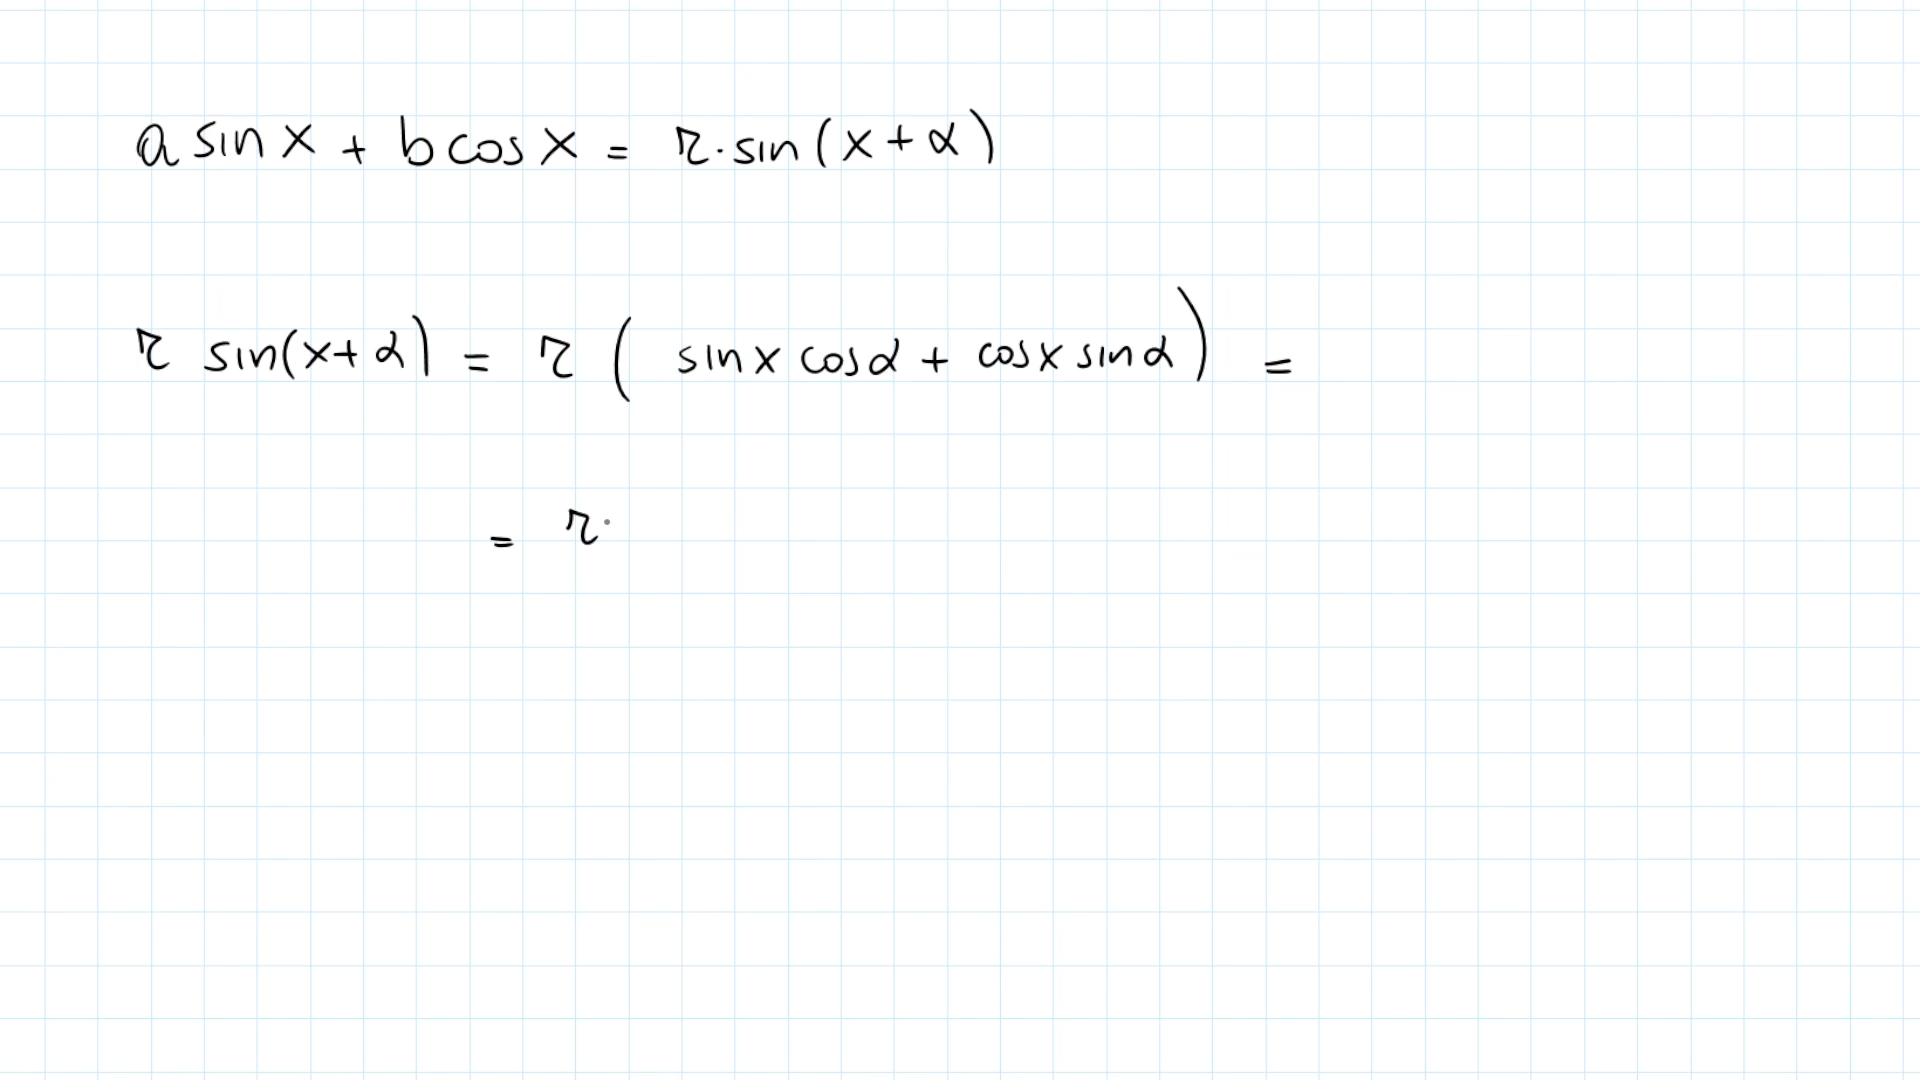 a sin x + b cos x = r · sin(x + α)
r sin(x + α) = r ( sin x cos α + cos x sin α ) =
= r ·